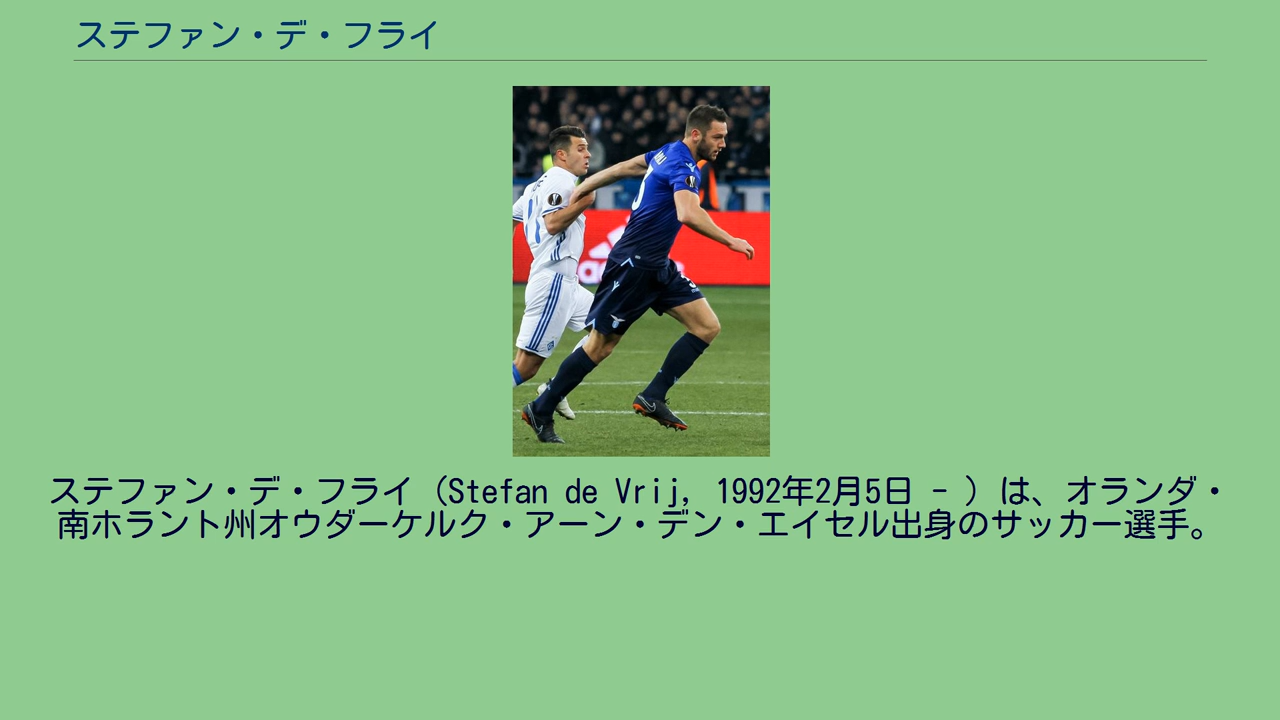 ステファン・デ・フライ
ステファン・デ・フライ（Stefan de Vrij, 1992年2月5日 - ）は、オランダ・
南ホラント州オウダーケルク・アーン・デン・エイセル出身のサッカー選手。